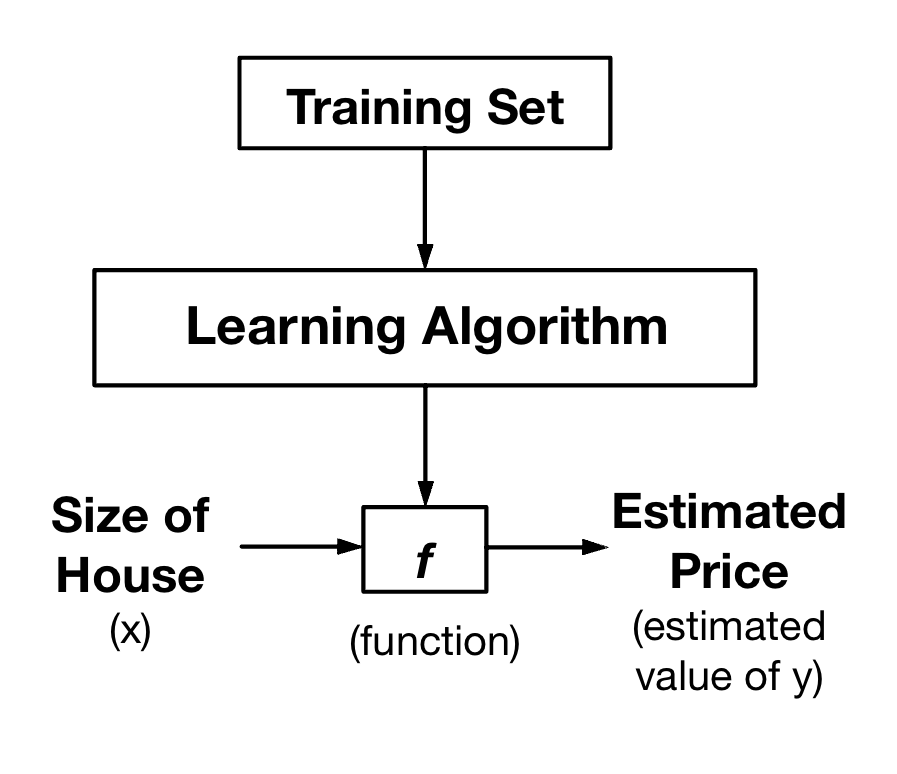 Training Set
Learning Algorithm
Size of
House
(x)
f
(function)
Estimated
Price
(estimated
value of y)